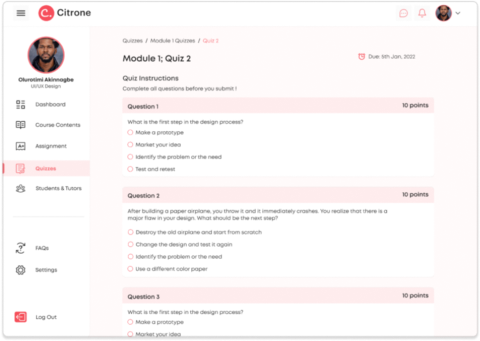 Citrone
Olurotimi Akinnagbe
UI/UX Design
Dashboard
Course Contents
Assignment
Quizzes
Students & Tutors
FAQs
Settings
Log Out
Quizzes / Module 1 Quizzes / Quiz 2
Module 1; Quiz 2
Due: 9th Jan, 2022
Quiz Instructions
Complete all questions before you submit !
Question 1
10 points
What is the first step in the design process?
Make a prototype
Market your idea
Identify the problem or the need
Test and retest
Question 2
10 points
After building a paper airplane, you throw it and it immediately crashes. You realize that there is a
major flaw in your design. What should be the next step?
Destroy the old airplane and start from scratch
Change the design and test it again
Identify the problem or the need
Use a different color paper
Question 3
10 points
What is the first step in the design process?
Make a prototype
Market your idea